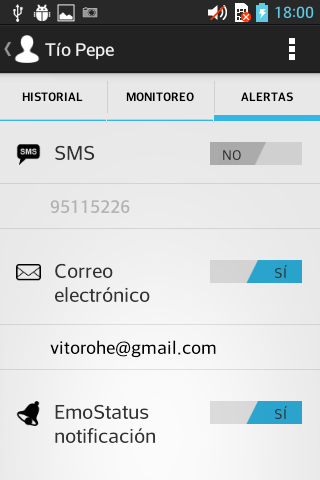 18:00
Tío Pepe
HISTORIAL MONITOREO ALERTAS
SMS SMS NO
95115226
Correo electrónico SÍ
vitorohe@gmail.com
EmoStatus notificación SÍ